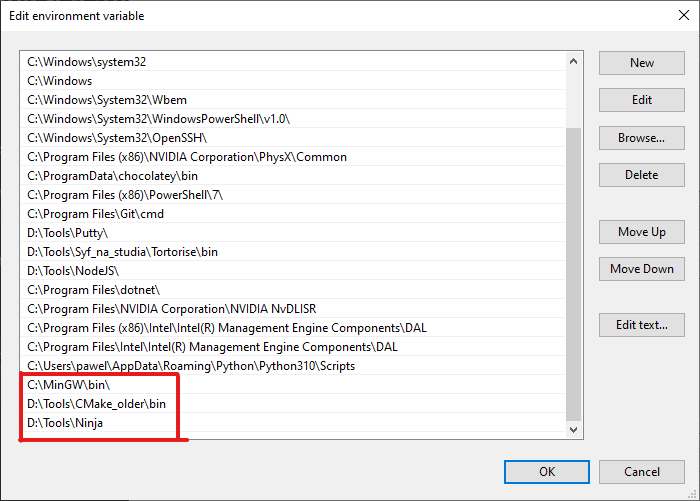 Edit environment variable
C:\Windows\system32
C:\Windows
C:\Windows\System32\Wbem
C:\Windows\System32\WindowsPowerShell\v1.0\
C:\Windows\System32\OpenSSH\
C:\Program Files (x86)\NVIDIA Corporation\PhysX\Common
C:\ProgramData\chocolatey\bin
C:\Program Files (x86)\PowerShell\7\
C:\Program Files\Git\cmd
D:\Tools\Putty\
D:\Tools\Syf_na_studia\Tortorise\bin
D:\Tools\NodeJS\
C:\Program Files\dotnet\
C:\Program Files\NVIDIA Corporation\NVIDIA NvDLISR
C:\Program Files (x86)\Intel\Intel(R) Management Engine Components\DAL
C:\Program Files\Intel\Intel(R) Management Engine Components\DAL
C:\Users\pawel\AppData\Roaming\Python\Python310\Scripts
C:\MinGW\bin\
D:\Tools\CMake_older\bin
D:\Tools\Ninja
New
Edit
Browse...
Delete
Move Up
Move Down
Edit text...
OK
Cancel